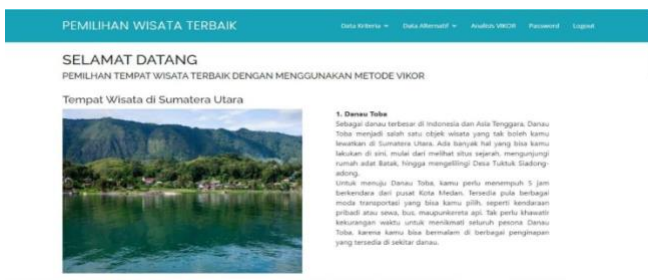 PEMILIHAN WISATA TERBAIK
Data Kriteria Data Alternatif Analisis VIKOR Password Logout
SELAMAT DATANG
PEMILHAN TEMPAT WISATA TERBAIK DENGAN MENGGUNAKAN METODE VIKOR
Tempat Wisata di Sumatera Utara
1. Danau Toba
Sebagai danau terbesar di Indonesia dan Asia Tenggara, Danau
Toba menjadi salah satu objek wisata yang tak boleh kamu
lewatkan di Sumatera Utara. Ada banyak hal yang bisa kamu
lakukan di sini, mulai dari melihat situs sejarah, mengunjungi
rumah adat Batak, hingga mengelilingi Desa Tuktuk Siadong-
adong.
Untuk menuju Danau Toba, kamu perlu menempuh 5 jam
berkendara dari pusat Kota Medan. Tersedia pula berbagai
moda transportasi yang bisa kamu pilih, seperti kendaraan
pribadi atau sewa, bus, maupunkereta api. Tak perlu khawatir
kekurangan waktu untuk menikmati seluruh pesona Danau
Toba, karena kamu bisa bermalam di berbagai penginapan
yang tersedia di sekitar danau.